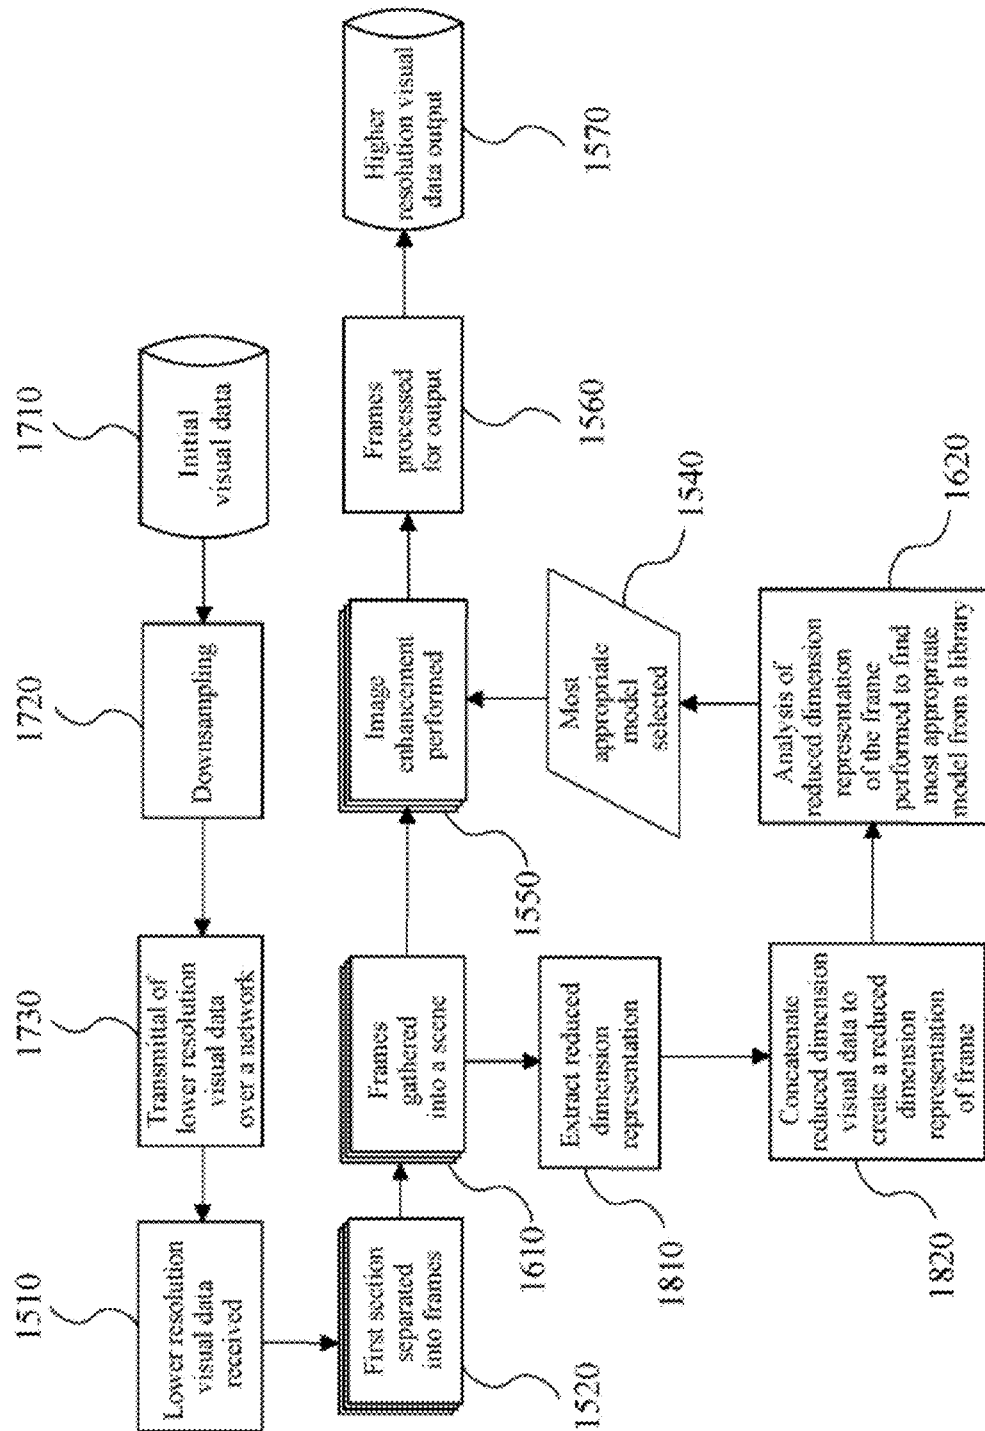 1510
Lower resolution
visual data
received
1730
Transmittal of
lower resolution
visual data
over a network
1720
Downsampling
1710
Initial
visual data
First section
separated
into frames
1520
Frames
gathered
into a scene
1610
Image
enhancement
performed
1550
Frames
processed
for output
1560
Higher
resolution visual
data output
1570
Extract reduced
dimension
representation
1810
Most
appropriate
model
selected
1540
Concatenate
reduced dimension
visual data to
create a reduced
dimension
representation
of frame
1820
Analysis of
reduced dimension
representation
of the frame
performed to find
most appropriate
model from a library
1620